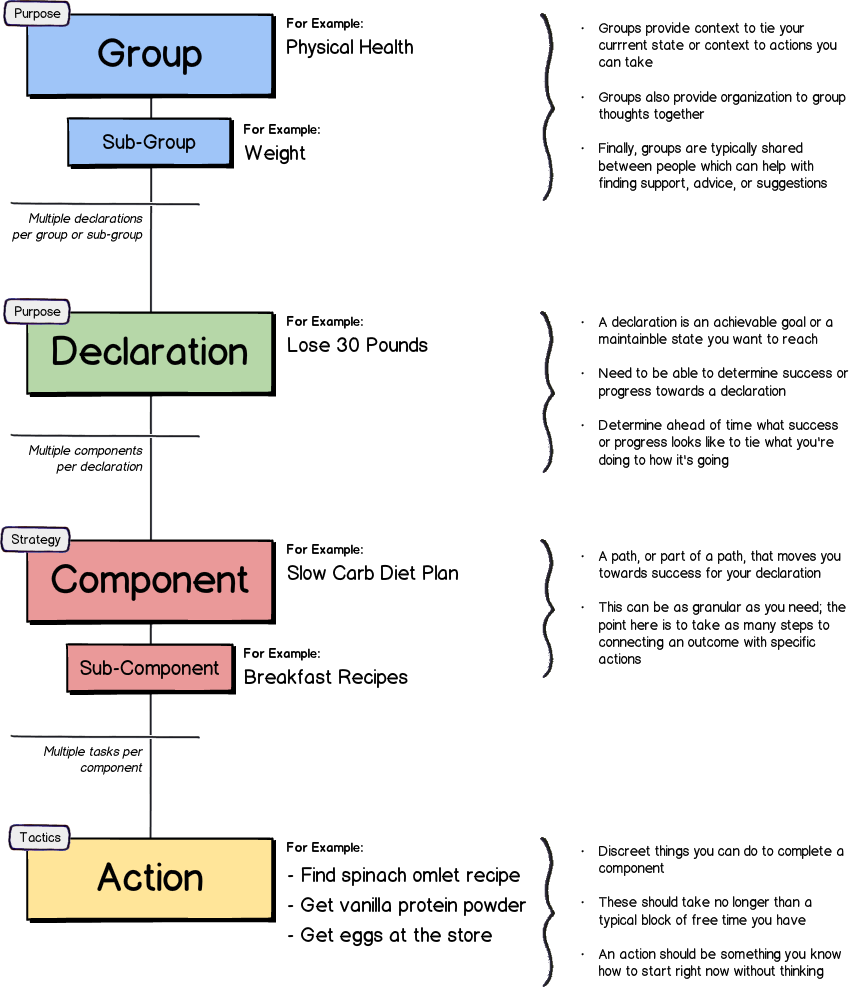 Purpose
Group
For Example:
Physical Health
Sub-Group
For Example:
Weight
· Groups provide context to tie your
currrent state or context to actions you
can take
· Groups also provide organization to group
thoughts together
· Finally, groups are typically shared
between people which can help with
finding support, advice, or suggestions
Multiple declarations
per group or sub-group
Purpose
Declaration
For Example:
Lose 30 Pounds
· A declaration is an achievable goal or a
maintainble state you want to reach
· Need to be able to determine success or
progress towards a declaration
· Determine ahead of time what success
or progress looks like to tie what you're
doing to how it's going
Multiple components
per declaration
Strategy
Component
For Example:
Slow Carb Diet Plan
Sub-Component
For Example:
Breakfast Recipes
· A path, or part of a path, that moves you
towards success for your declaration
· This can be as granular as you need; the
point here is to take as many steps to
connecting an outcome with specific
actions
Multiple tasks per
component
Tactics
Action
For Example:
- Find spinach omlet recipe
- Get vanilla protein powder
- Get eggs at the store
· Discreet things you can do to complete a
component
· These should take no longer than a
typical block of free time you have
· An action should be something you know
how to start right now without thinking